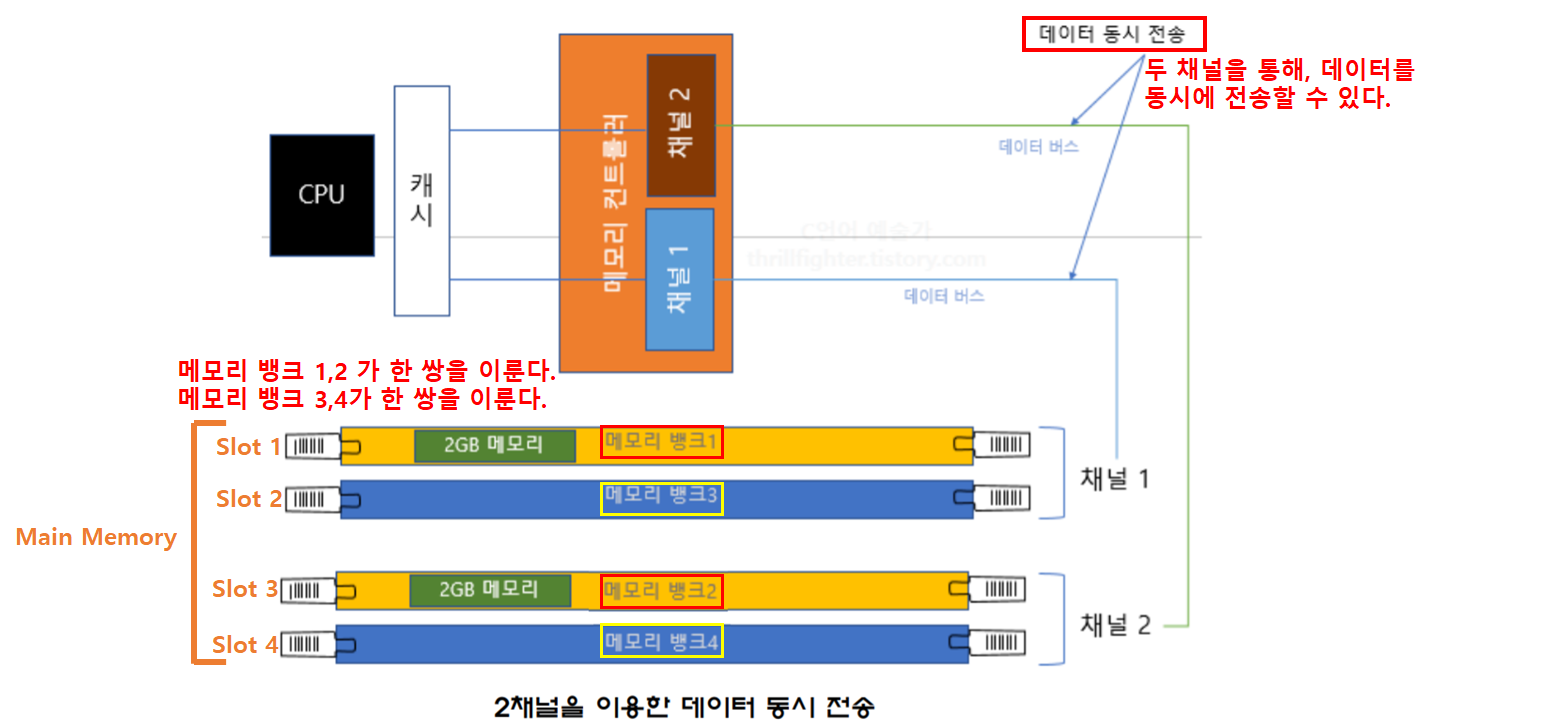 데이터 동시 전송
두 채널을 통해, 데이터를
동시에 전송할 수 있다.
CPU
캐
시
메모리 컨트롤러
채널 2
채널 1
데이터 버스
데이터 버스
C언어 예술가
thrillfighter.tistory.com
메모리 뱅크 1,2 가 한 쌍을 이룬다.
메모리 뱅크 3,4가 한 쌍을 이룬다.
Main Memory
Slot 1
2GB 메모리
메모리 뱅크1
Slot 2
메모리 뱅크3
채널 1
Slot 3
2GB 메모리
메모리 뱅크2
Slot 4
메모리 뱅크4
채널 2
2채널을 이용한 데이터 동시 전송